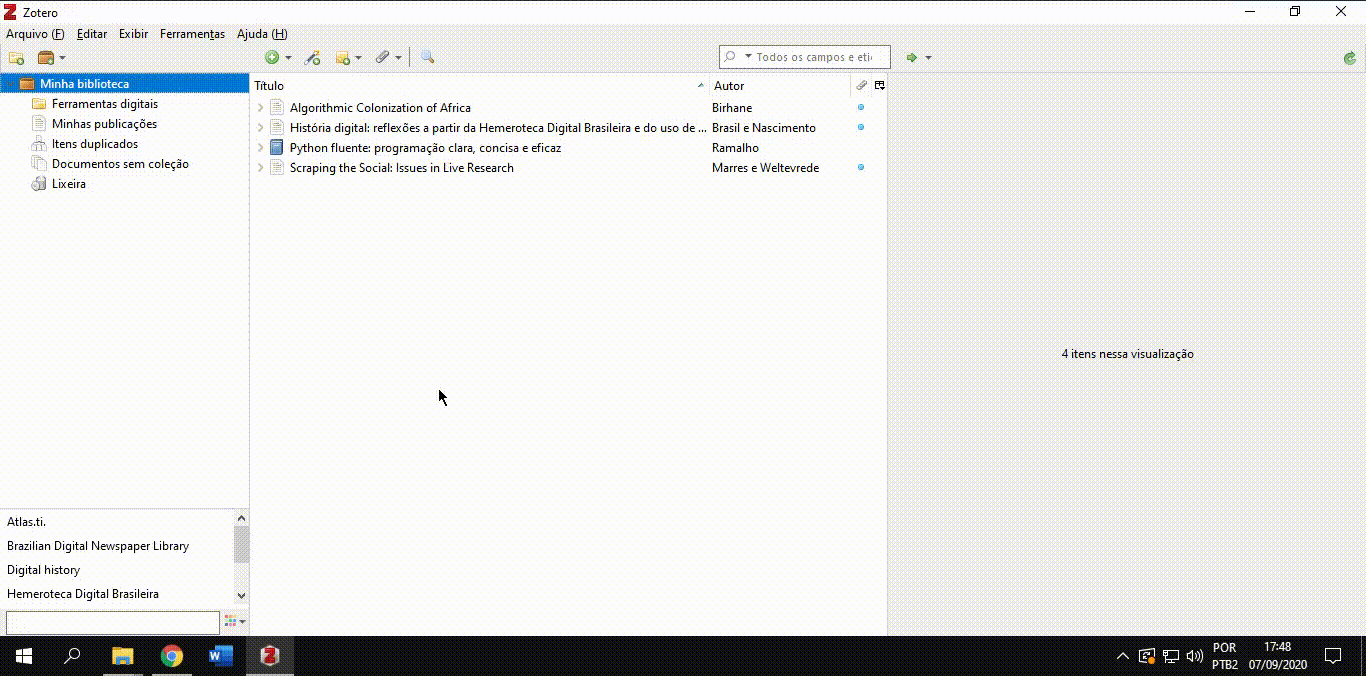 Zotero
Arquivo (F) Editar Exibir Ferramentas Ajuda (H)
Todos os campos e eti
Minha biblioteca
Ferramentas digitais
Minhas publicações
Itens duplicados
Documentos sem coleção
Lixeira
Título Autor
Algorithmic Colonization of Africa Birhane
História digital: reflexões a partir da Hemeroteca Digital Brasileira e do uso de ... Brasil e Nascimento
Python fluente: programação clara, concisa e eficaz Ramalho
Scraping the Social: Issues in Live Research Marres e Weltevrede
4 itens nessa visualização
Atlas.ti.
Brazilian Digital Newspaper Library
Digital history
Hemeroteca Digital Brasileira
POR 17:48
PTB2 07/09/2020